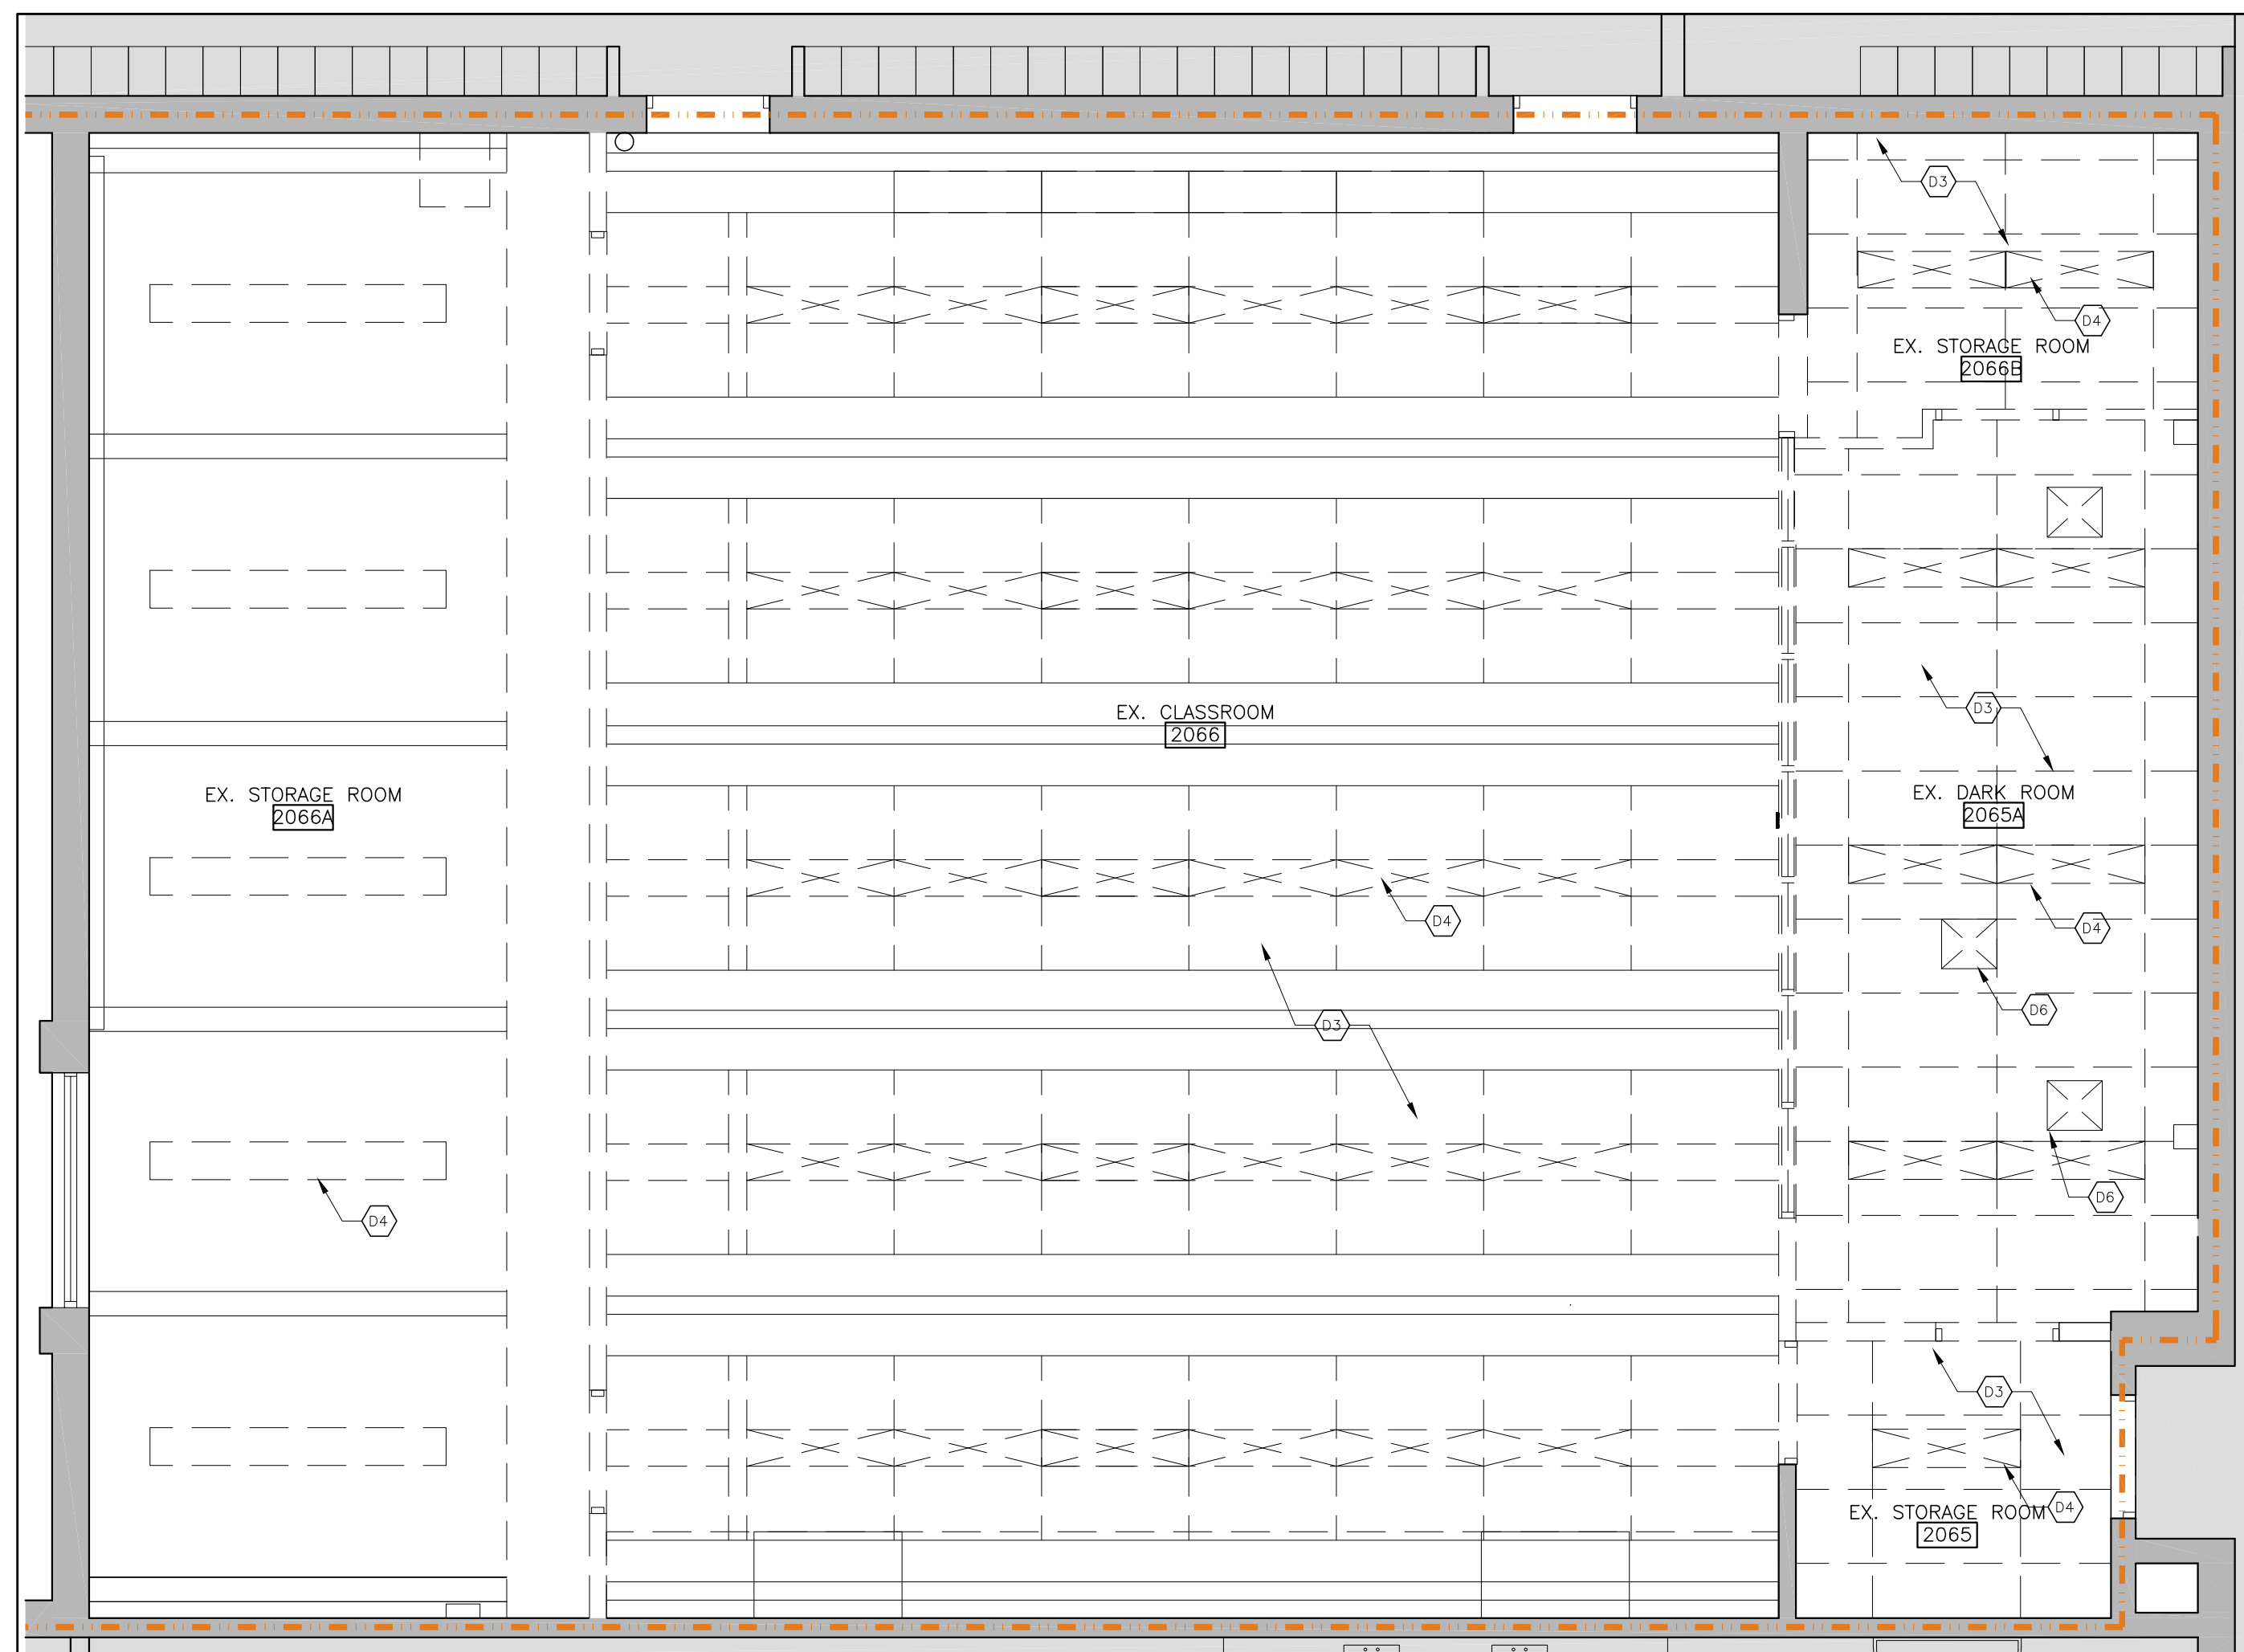 D3
D4
EX. STORAGE ROOM
2066B
D3
EX. CLASSROOM
2066
EX. STORAGE ROOM
2066A
EX. DARK ROOM
2065A
D4
D4
D6
D3
D6
D4
D3
D4
EX. STORAGE ROOM
2065